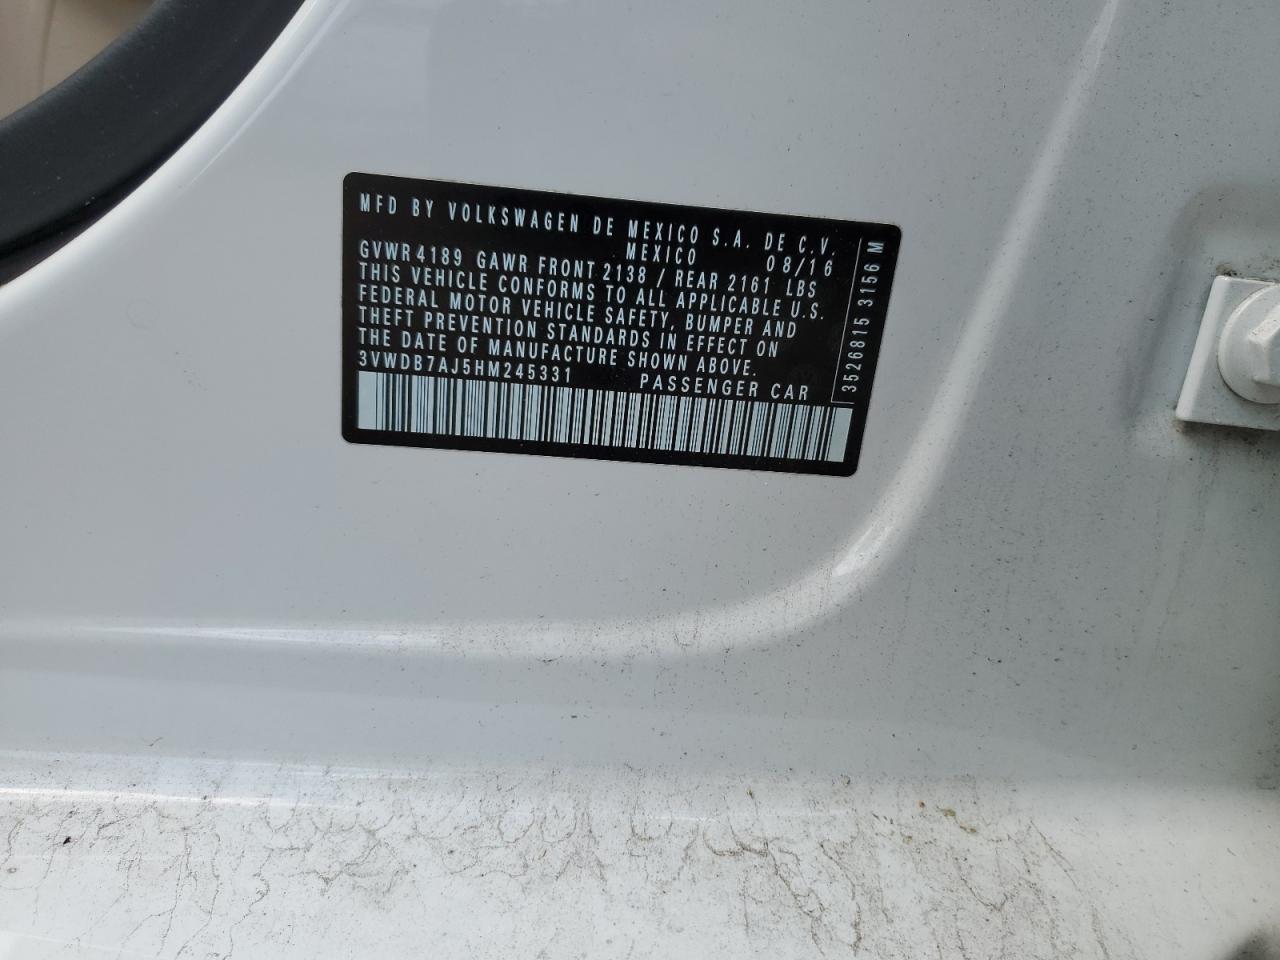 MFD BY VOLKSWAGEN DE MEXICO S.A. DE C.V.
MEXICO 08/16
GVWR 4189 GAWR FRONT 2138 / REAR 2161 LBS
THIS VEHICLE CONFORMS TO ALL APPLICABLE U.S.
FEDERAL MOTOR VEHICLE SAFETY, BUMPER AND
THEFT PREVENTION STANDARDS IN EFFECT ON
THE DATE OF MANUFACTURE SHOWN ABOVE.
3VWDB7AJ5HM245331 PASSENGER CAR
3526815 3156 M